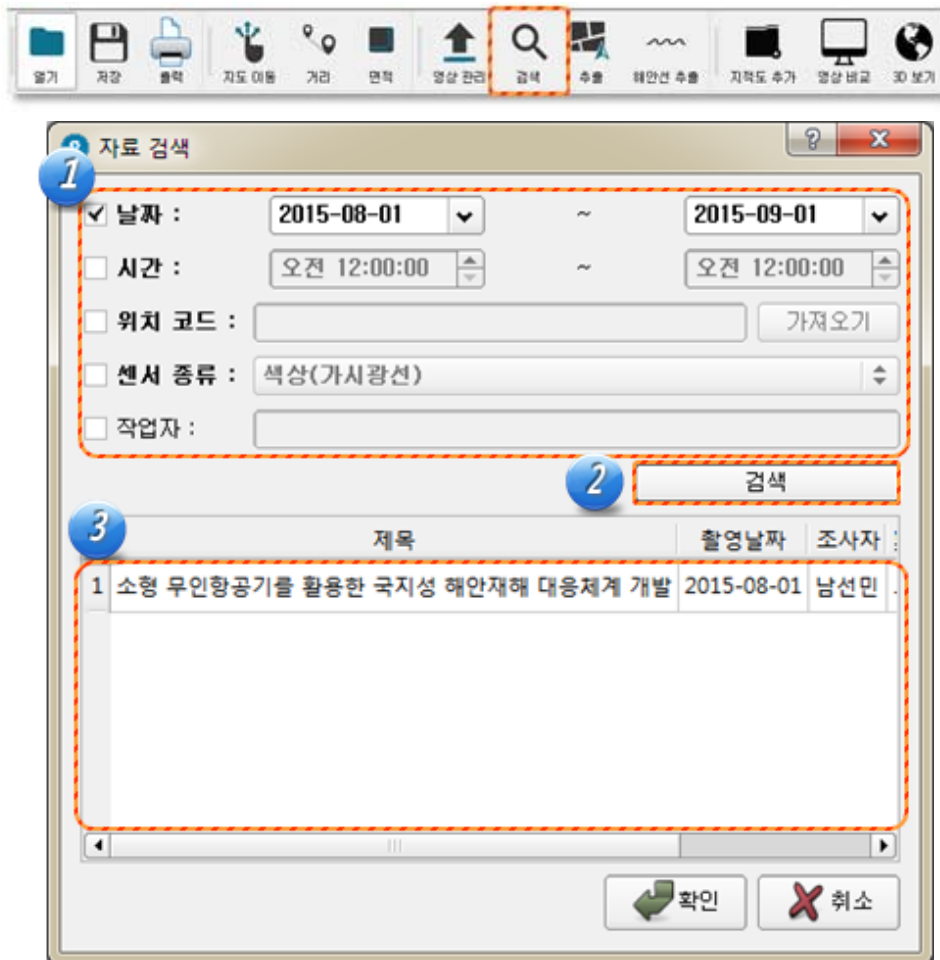 열기 저장 출력 지도 이동 거리 면적 영상 관리 검색 추출 해안선 추출 지적도 추가 영상 비교 3D 보기
자료 검색
1
날짜 : 2015-08-01 ~ 2015-09-01
시간 : 오전 12:00:00 ~ 오전 12:00:00
위치 코드 : 가져오기
센서 종류 : 색상(가시광선)
작업자 :
2 검색
3
제목 촬영날짜 조사자
1 소형 무인항공기를 활용한 국지성 해안재해 대응체계 개발 2015-08-01 남선민
확인 취소